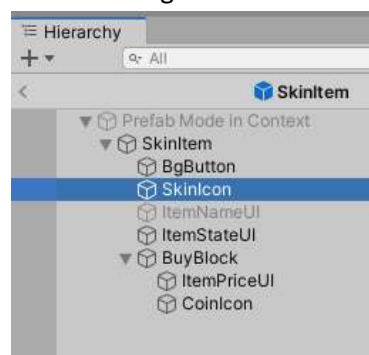 Hierarchy
All
SkinItem
Prefab Mode in Context
SkinItem
BgButton
SkinIcon
ItemNameUI
ItemStateUI
BuyBlock
ItemPriceUI
CoinIcon